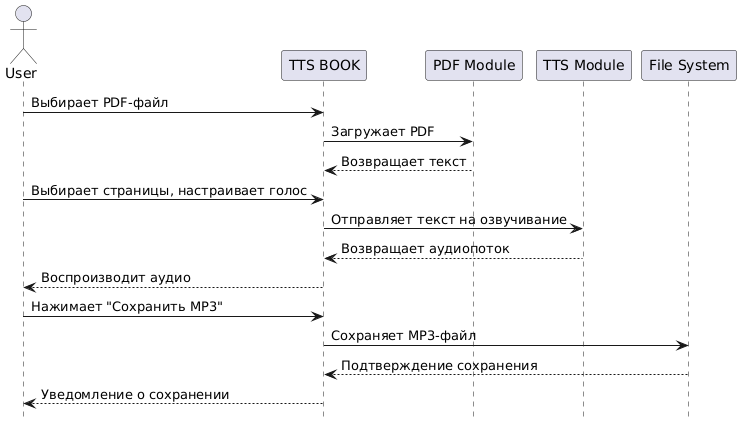 User
TTS BOOK
PDF Module
TTS Module
File System
Выбирает PDF-файл
Загружает PDF
Возвращает текст
Выбирает страницы, настраивает голос
Отправляет текст на озвучивание
Возвращает аудиопоток
Воспроизводит аудио
Нажимает "Сохранить MP3"
Сохраняет MP3-файл
Подтверждение сохранения
Уведомление о сохранении